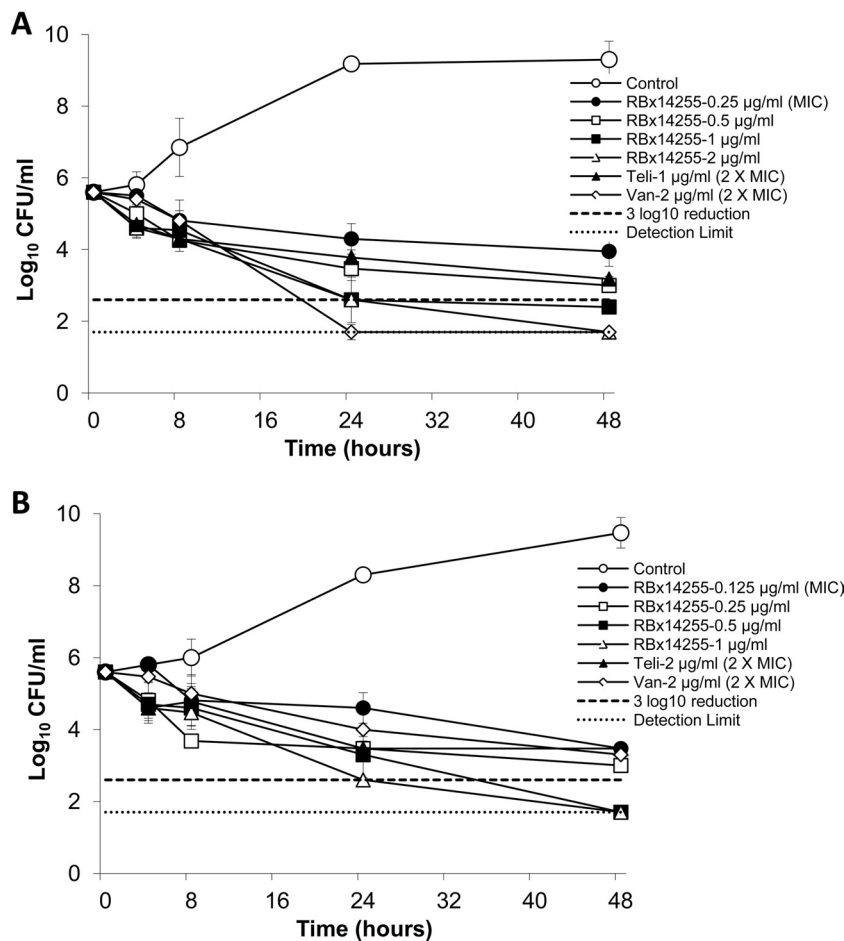 A
10
8
6
4
2
0
Log10 CFU/ml
0 8 16 24 32 40 48
Time (hours)
Control
RBx14255-0.25 µg/ml (MIC)
RBx14255-0.5 µg/ml
RBx14255-1 µg/ml
RBx14255-2 µg/ml
Teli-1 µg/ml (2 X MIC)
Van-2 µg/ml (2 X MIC)
3 log10 reduction
Detection Limit
B
10
8
6
4
2
0
Log10 CFU/ml
0 8 16 24 32 40 48
Time (hours)
Control
RBx14255-0.125 µg/ml (MIC)
RBx14255-0.25 µg/ml
RBx14255-0.5 µg/ml
RBx14255-1 µg/ml
Teli-2 µg/ml (2 X MIC)
Van-2 µg/ml (2 X MIC)
3 log10 reduction
Detection Limit